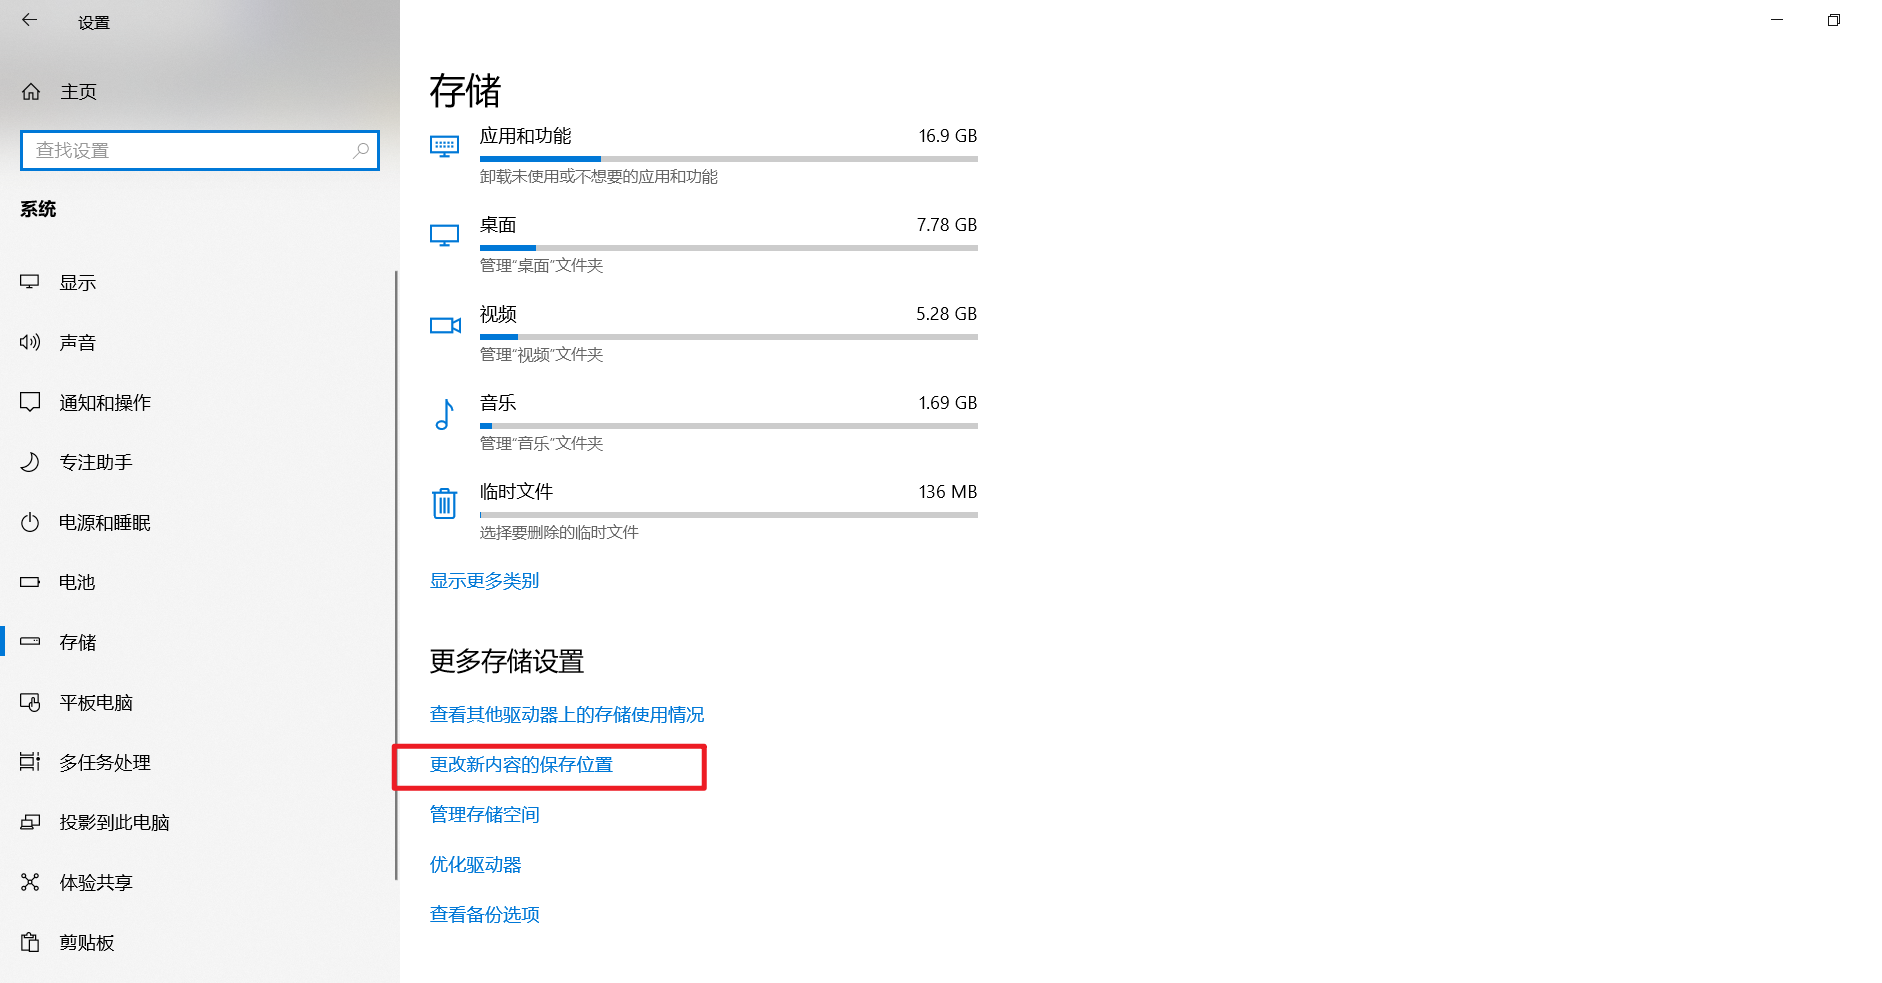 设置
主页
查找设置
系统
显示
声音
通知和操作
专注助手
电源和睡眠
电池
存储
平板电脑
多任务处理
投影到此电脑
体验共享
剪贴板
存储
应用和功能 16.9 GB
卸载未使用或不想要的应用和功能
桌面 7.78 GB
管理"桌面"文件夹
视频 5.28 GB
管理"视频"文件夹
音乐 1.69 GB
管理"音乐"文件夹
临时文件 136 MB
选择要删除的临时文件
显示更多类别
更多存储设置
查看其他驱动器上的存储使用情况
更改新内容的保存位置
管理存储空间
优化驱动器
查看备份选项